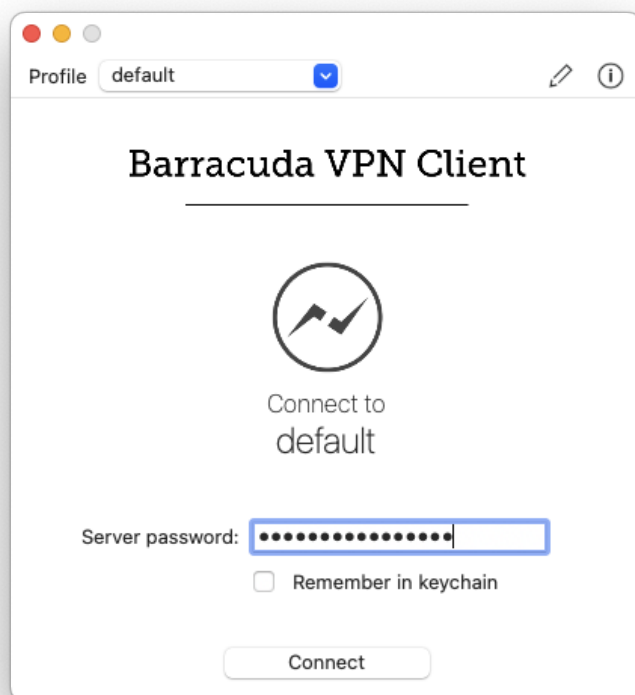 Profile default
Barracuda VPN Client
Connect to
default
Server password: ••••••••••••••••
Remember in keychain
Connect